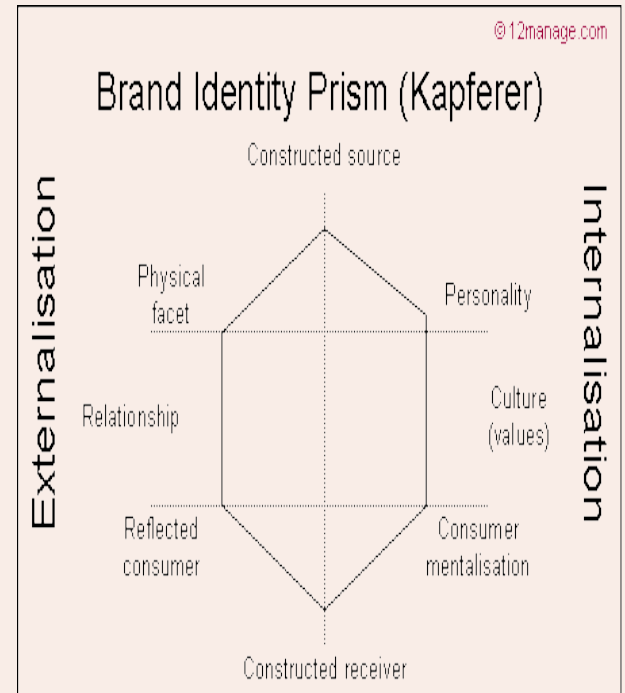 © 12manage.com
Brand Identity Prism (Kapferer)
Constructed source
Externalisation
Internalisation
Physical
facet
Personality
Relationship
Culture
(values)
Reflected
consumer
Consumer
mentalisation
Constructed receiver